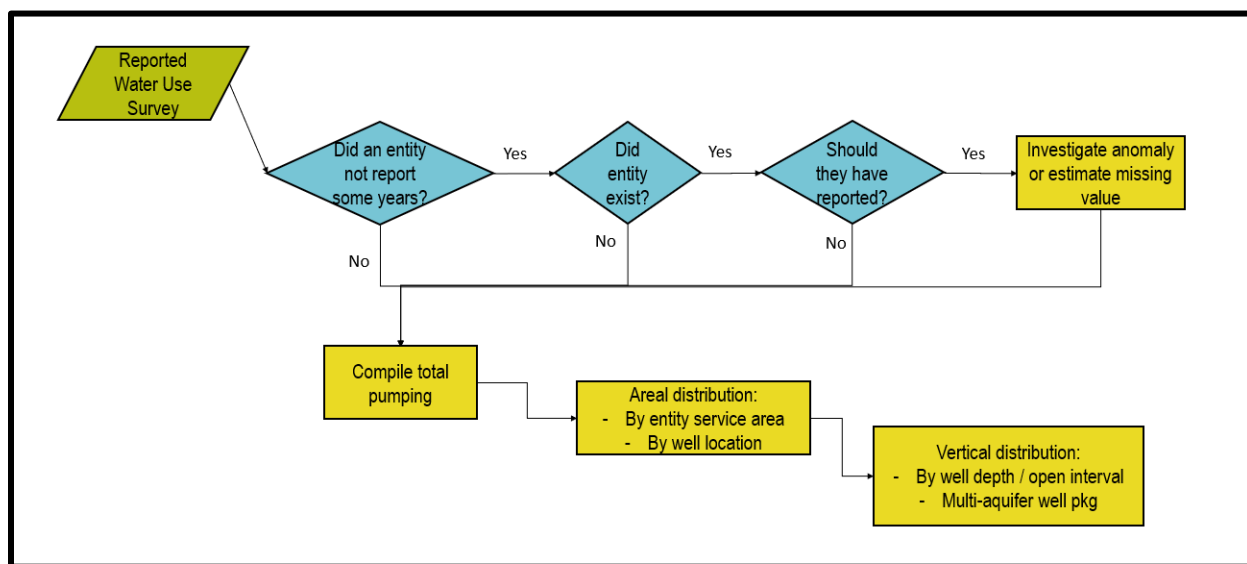 Reported
Water Use
Survey
Did an entity
not report
some years?
Yes
Did
entity
exist?
Yes
Should
they have
reported?
Yes
Investigate anomaly
or estimate missing
value
No
No
No
Compile total
pumping
Areal distribution:
- By entity service area
- By well location
Vertical distribution:
- By well depth / open interval
- Multi-aquifer well pkg